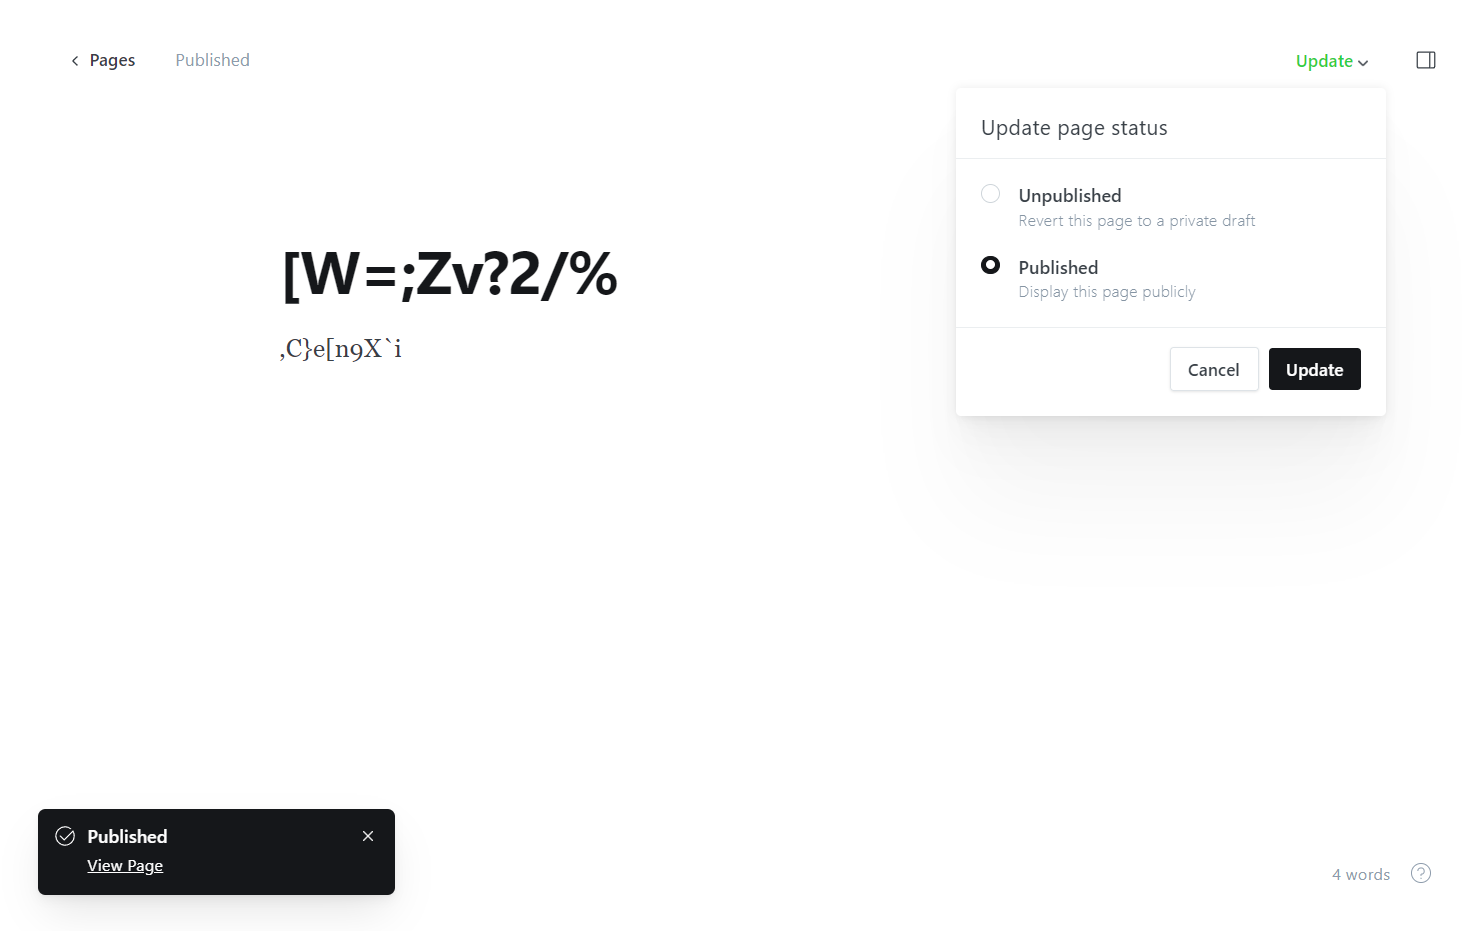 Pages
Published
Update
Update page status
Unpublished
Revert this page to a private draft
Published
Display this page publicly
Cancel
Update
[W=;Zv?2/%
,C}e[n9X`i
Published
View Page
4 words
?